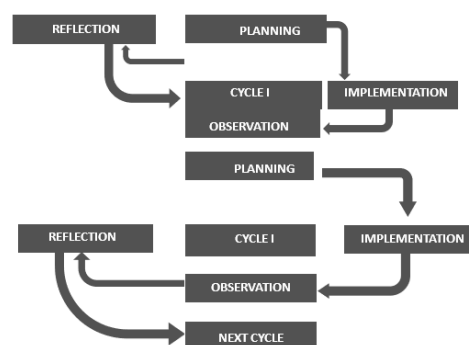 REFLECTION
PLANNING
CYCLE I
IMPLEMENTATION
OBSERVATION
PLANNING
REFLECTION
CYCLE I
IMPLEMENTATION
OBSERVATION
NEXT CYCLE